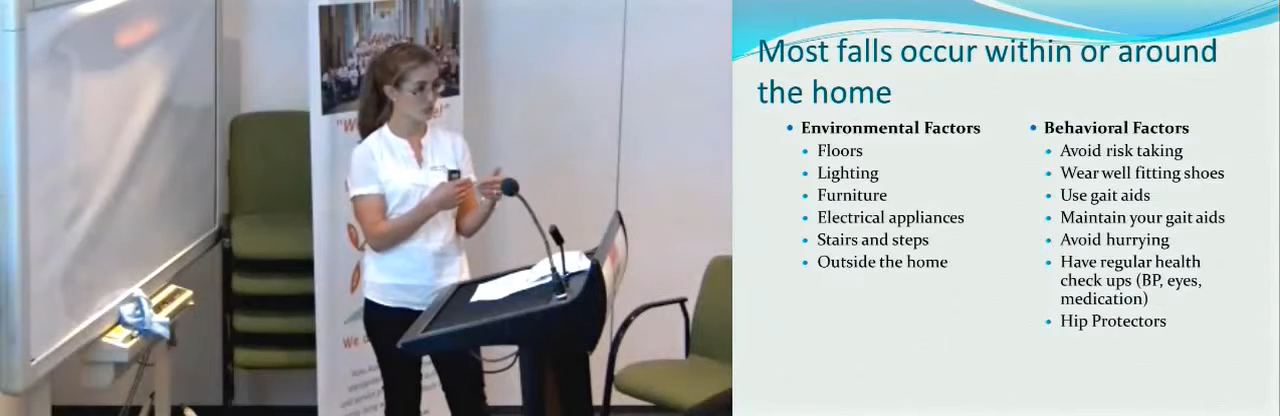 Most falls occur within or around
the home
• Environmental Factors
• Floors
• Lighting
• Furniture
• Electrical appliances
• Stairs and steps
• Outside the home
• Behavioral Factors
• Avoid risk taking
• Wear well fitting shoes
• Use gait aids
• Maintain your gait aids
• Avoid hurrying
• Have regular health
check ups (BP, eyes,
medication)
• Hip Protectors